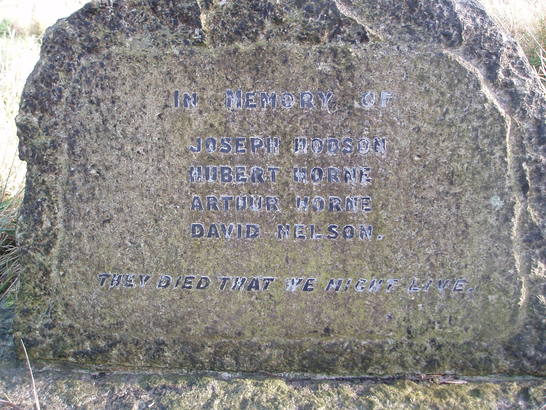 In Memory of
JOSEPH HODSON
HUBERT HORNE
ARTHUR HORNE
DAVID NELSON.
THEY DIED THAT WE MIGHT LIVE.